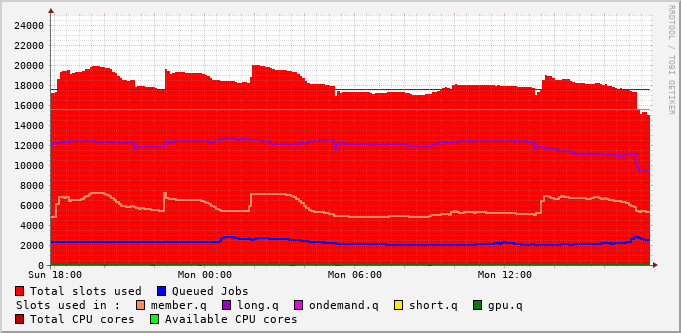 RRDTOOL / TOBI OETIKER
24000
22000
20000
18000
16000
14000
12000
10000
8000
6000
4000
2000
0
Sun 18:00 Mon 00:00 Mon 06:00 Mon 12:00
Total slots used Queued Jobs
Slots used in : member.q long.q ondemand.q short.q gpu.q
Total CPU cores Available CPU cores